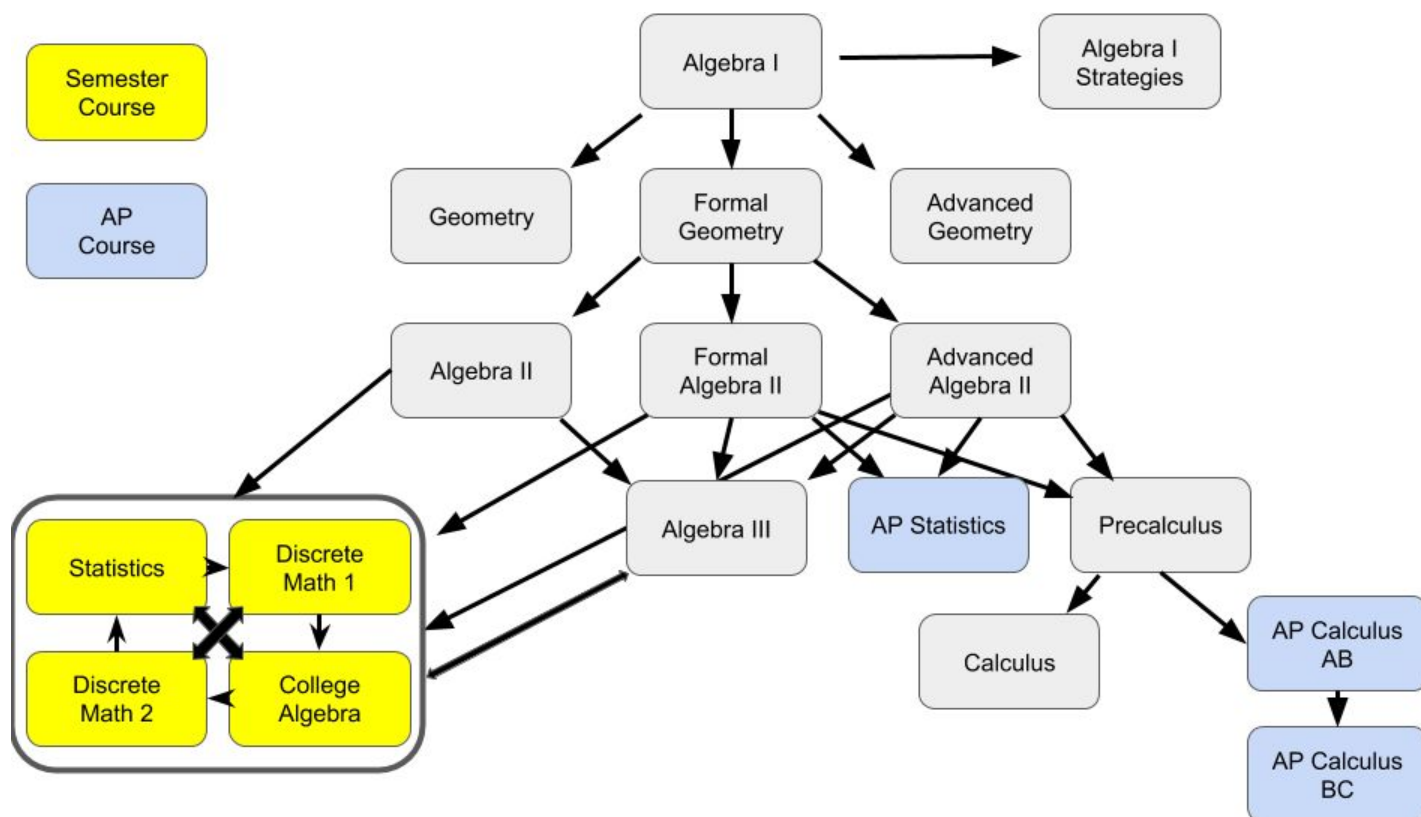 Semester
Course
AP
Course
Algebra I
Algebra I
Strategies
Geometry
Formal
Geometry
Advanced
Geometry
Algebra II
Formal
Algebra II
Advanced
Algebra II
Statistics
Discrete
Math 1
Discrete
Math 2
College
Algebra
Algebra III
AP Statistics
Precalculus
Calculus
AP Calculus
AB
AP Calculus
BC